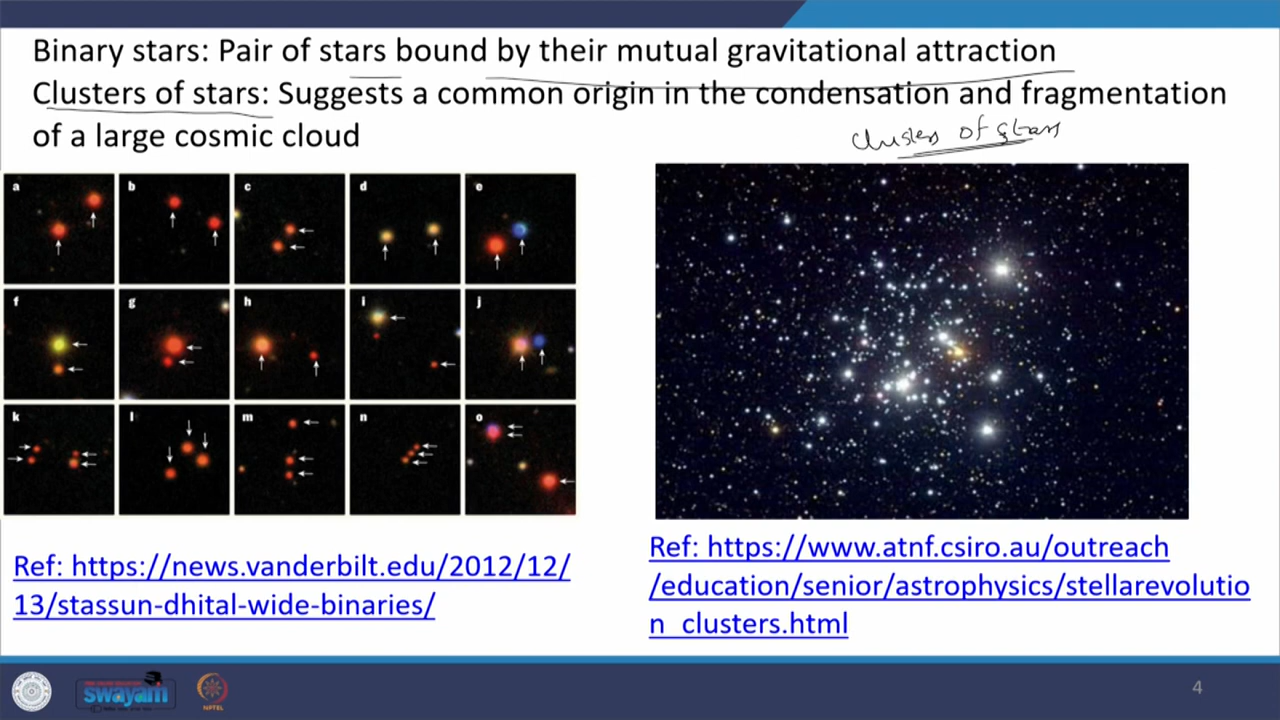 Binary stars: Pair of stars bound by their mutual gravitational attraction
Clusters of stars: Suggests a common origin in the condensation and fragmentation
of a large cosmic cloud
Clusters of stars
a b c d e
f g h i j
k l m n o
Ref: https://news.vanderbilt.edu/2012/12/
13/stassun-dhital-wide-binaries/
Ref: https://www.atnf.csiro.au/outreach
/education/senior/astrophysics/stellarevolutio
n_clusters.html
swayam
NPTEL
4